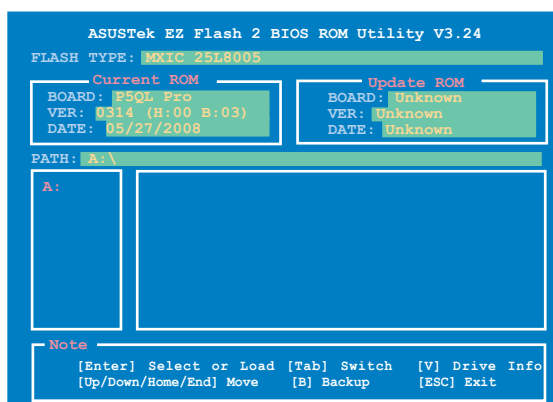 ASUSTek EZ Flash 2 BIOS ROM Utility V3.24
FLASH TYPE: MXIC 25L8005
Current ROM
BOARD: P5QL Pro
VER: 0314 (H:00 B:03)
DATE: 05/27/2008
Update ROM
BOARD: Unknown
VER: Unknown
DATE: Unknown
PATH: A:\
A:
Note
[Enter] Select or Load [Tab] Switch [V] Drive Info
[Up/Down/Home/End] Move [B] Backup [ESC] Exit